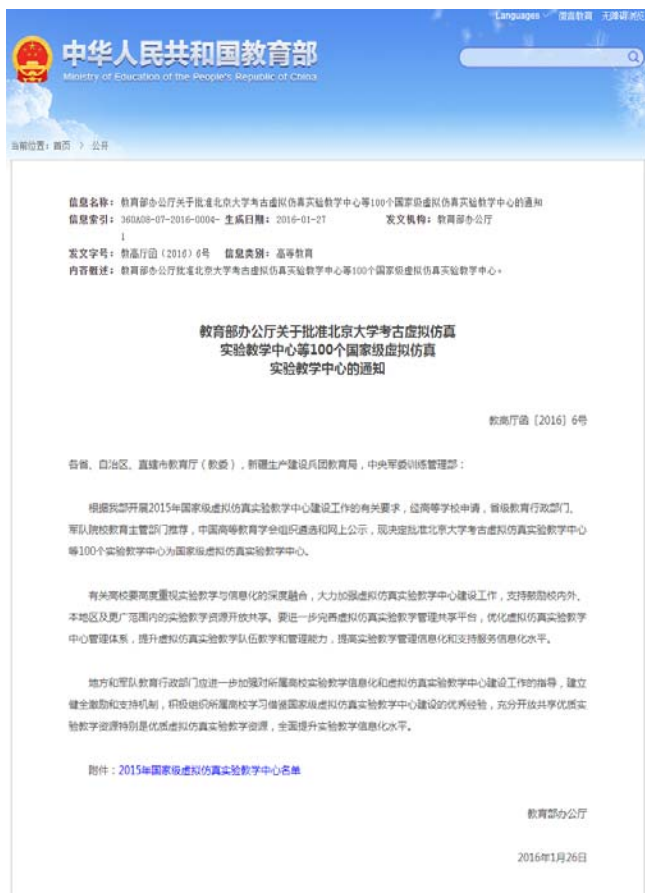 Languages 微言教育 无障碍浏览
中华人民共和国教育部
Ministry of Education of the People's Republic of China
当前位置：首页 > 公开
信息名称：教育部办公厅关于批准北京大学考古虚拟仿真实验教学中心等100个国家级虚拟仿真实验教学中心的通知
信息索引：360A08-07-2016-0004- 生成日期：2016-01-27 发文机构：教育部办公厅
1
发文字号：教高厅函〔2016〕6号 信息类别：高等教育
内容概述：教育部办公厅批准北京大学考古虚拟仿真实验教学中心等100个国家级虚拟仿真实验教学中心。
教育部办公厅关于批准北京大学考古虚拟仿真
实验教学中心等100个国家级虚拟仿真
实验教学中心的通知
教高厅函〔2016〕6号
各省、自治区、直辖市教育厅（教委），新疆生产建设兵团教育局，中央军委训练管理部：
根据我部开展2015年国家级虚拟仿真实验教学中心建设工作的有关要求，经高等学校申请，省级教育行政部门、
军队院校教育主管部门推荐，中国高等教育学会组织遴选和网上公示，现决定批准北京大学考古虚拟仿真实验教学中心
等100个实验教学中心为国家级虚拟仿真实验教学中心。
有关高校要高度重视实验教学与信息化的深度融合，大力加强虚拟仿真实验教学中心建设工作，支持鼓励校内外、
本地区及更广范围内的实验教学资源开放共享。要进一步完善虚拟仿真实验教学管理共享平台，优化虚拟仿真实验教学
中心管理体系，提升虚拟仿真实验教学队伍教学和管理能力，提高实验教学管理信息化和支持服务信息化水平。
地方和军队教育行政部门应进一步加强对所属高校实验教学信息化和虚拟仿真实验教学中心建设工作的指导，建立
健全激励和支持机制，积极组织所属高校学习借鉴国家级虚拟仿真实验教学中心建设的优秀经验，充分开放共享优质实
验教学资源特别是优质虚拟仿真实验教学资源，全面提升实验教学信息化水平。
附件：2015年国家级虚拟仿真实验教学中心名单
教育部办公厅
2016年1月26日